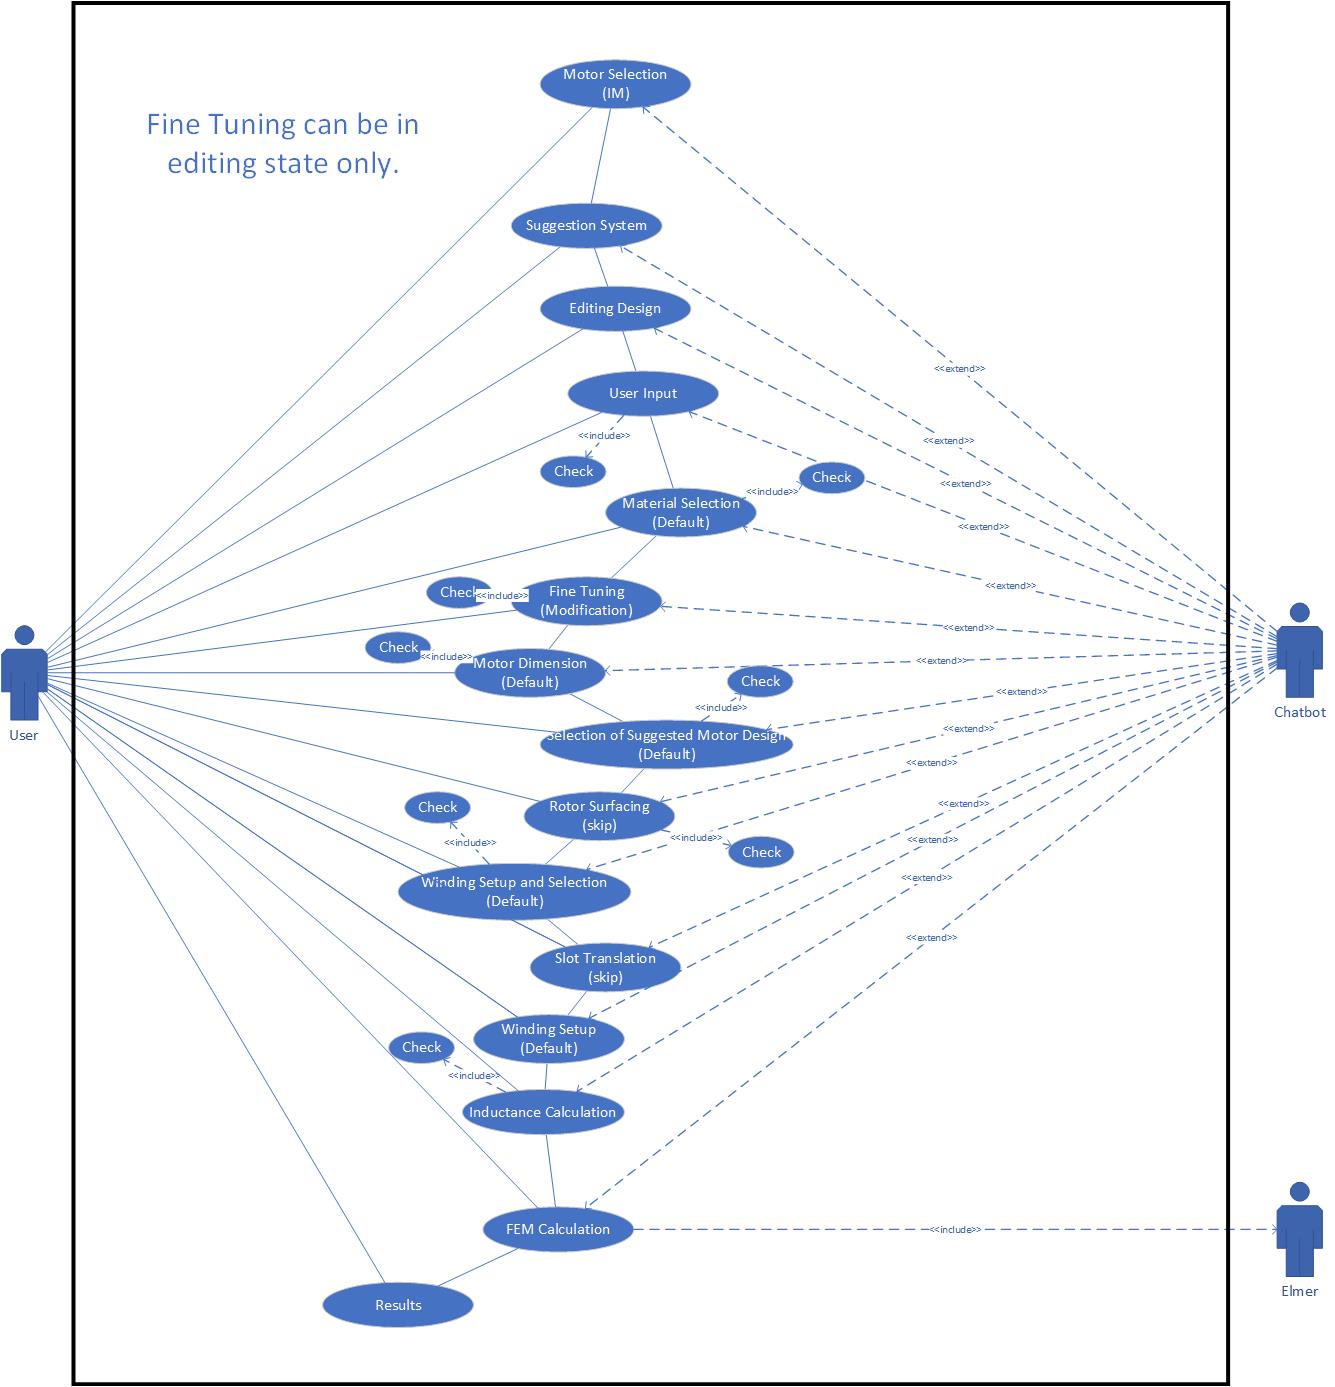 Motor Selection
(IM)
Fine Tuning can be in
editing state only.
Suggestion System
Editing Design
<<extend>>
User Input
<<include>>
<<extend>>
Check
Check
<<extend>>
<<include>>
Material Selection
(Default)
<<extend>>
<<extend>>
Check
<<include>>
Fine Tuning
(Modification)
<<extend>>
Check
<<include>>
Motor Dimension
(Default)
<<extend>>
Check
<<extend>>
<<include>>
Chatbot
User
Selection of Suggested Motor Design
(Default)
<<extend>>
<<extend>>
Check
Rotor Surfacing
(skip)
<<extend>>
<<include>>
<<include>>
<<extend>>
Check
Winding Setup and Selection
(Default)
<<extend>>
<<extend>>
Slot Translation
(skip)
Winding Setup
(Default)
Check
<<include>>
Inductance Calculation
FEM Calculation
<<include>>
Elmer
Results